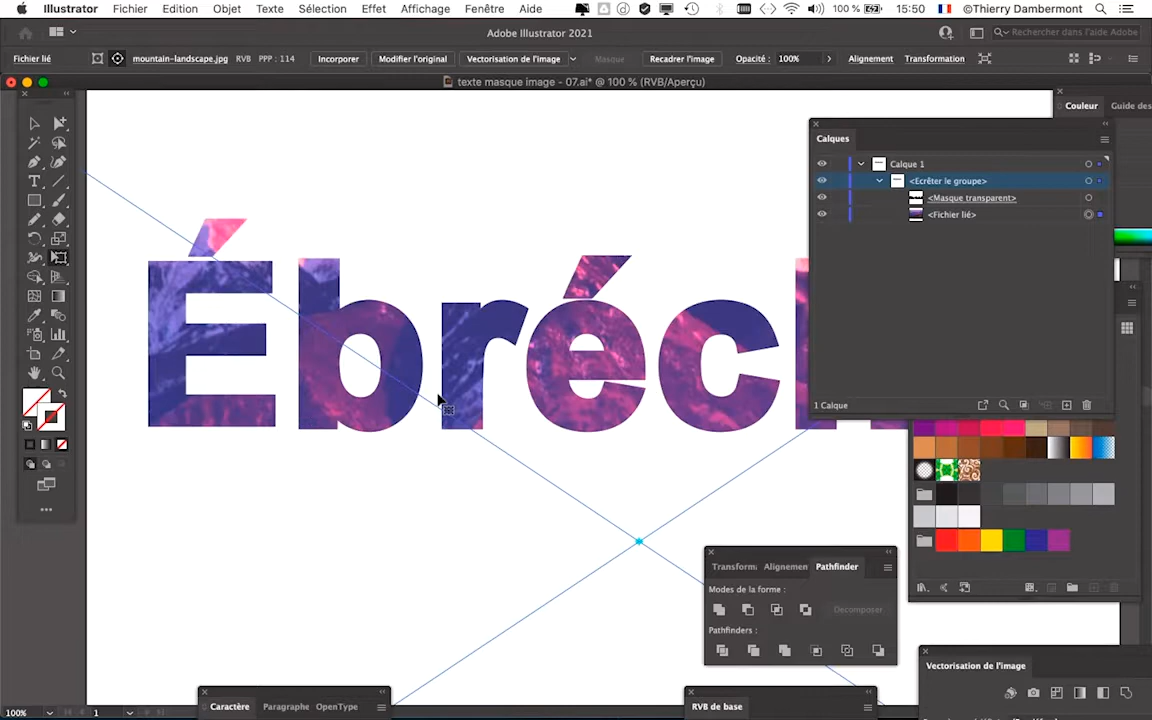 Illustrator Fichier Edition Objet Texte Sélection Effet Affichage Fenêtre Aide 100 % 15:50 ©Thierry Dambermont
Adobe Illustrator 2021
Rechercher dans l'aide Adobe
Fichier lié mountain-landscape.jpg RVB PPP : 114 Incorporer Modifier l'original Vectorisation de l'image Masque Recadrer l'image Opacité : 100% Alignement Transformation
texte masque image - 07.ai* @ 100 % (RVB/Aperçu)
Couleur Guide des
Calques
Calque 1
<Ecrêter le groupe>
<Masque transparent>
<Fichier lié>
Ébréc
1 Calque
Transform Alignemen Pathfinder
Modes de la forme :
Décomposer
Pathfinders :
Vectorisation de l'image
Caractère Paragraphe OpenType
RVB de base
100% 1